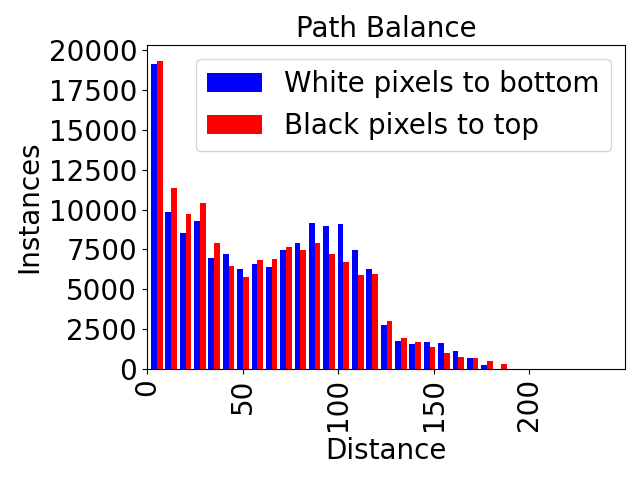 Path Balance
20000
17500
15000
12500
10000
7500
5000
2500
0
Instances
White pixels to bottom
Black pixels to top
0
50
100
150
200
Distance